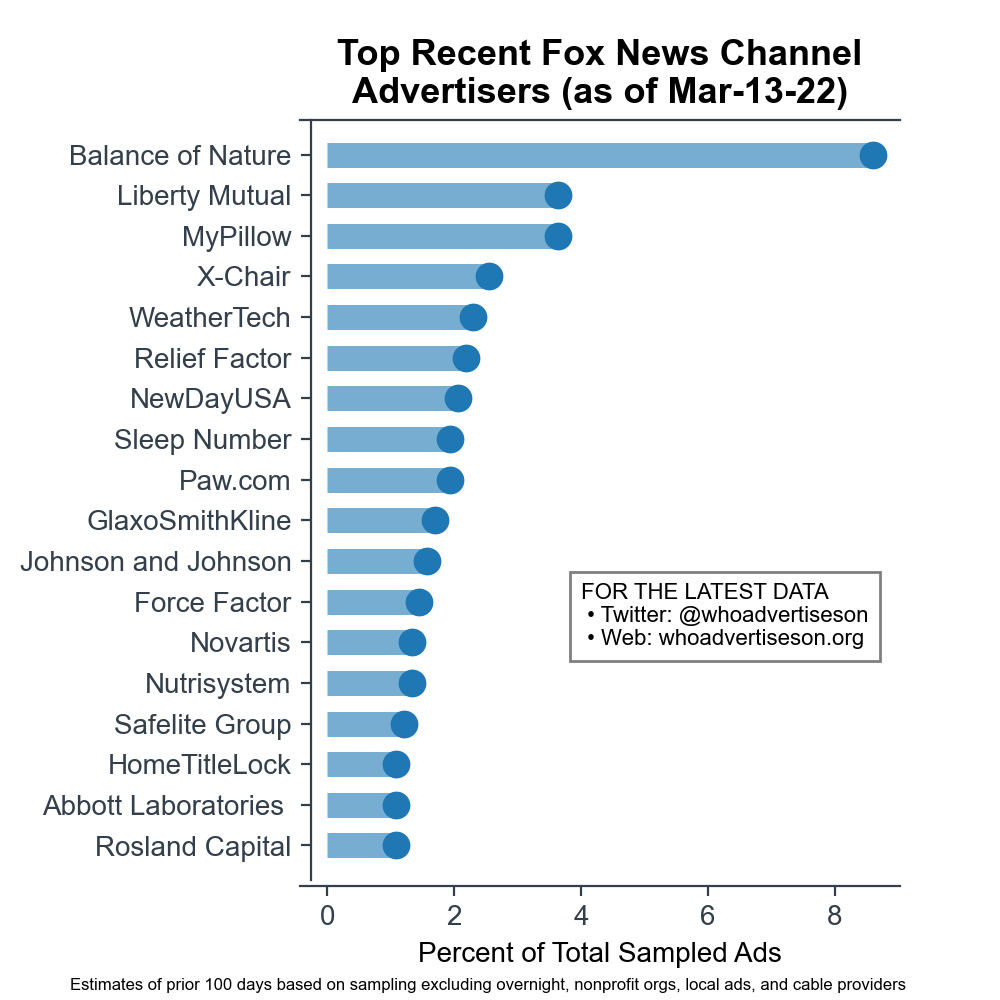 Top Recent Fox News Channel
Advertisers (as of Mar-13-22)
Balance of Nature
Liberty Mutual
MyPillow
X-Chair
WeatherTech
Relief Factor
NewDayUSA
Sleep Number
Paw.com
GlaxoSmithKline
Johnson and Johnson
Force Factor
Novartis
Nutrisystem
Safelite Group
HomeTitleLock
Abbott Laboratories
Rosland Capital
FOR THE LATEST DATA
• Twitter: @whoadvertiseson
• Web: whoadvertiseson.org
0 2 4 6 8
Percent of Total Sampled Ads
Estimates of prior 100 days based on sampling excluding overnight, nonprofit orgs, local ads, and cable providers